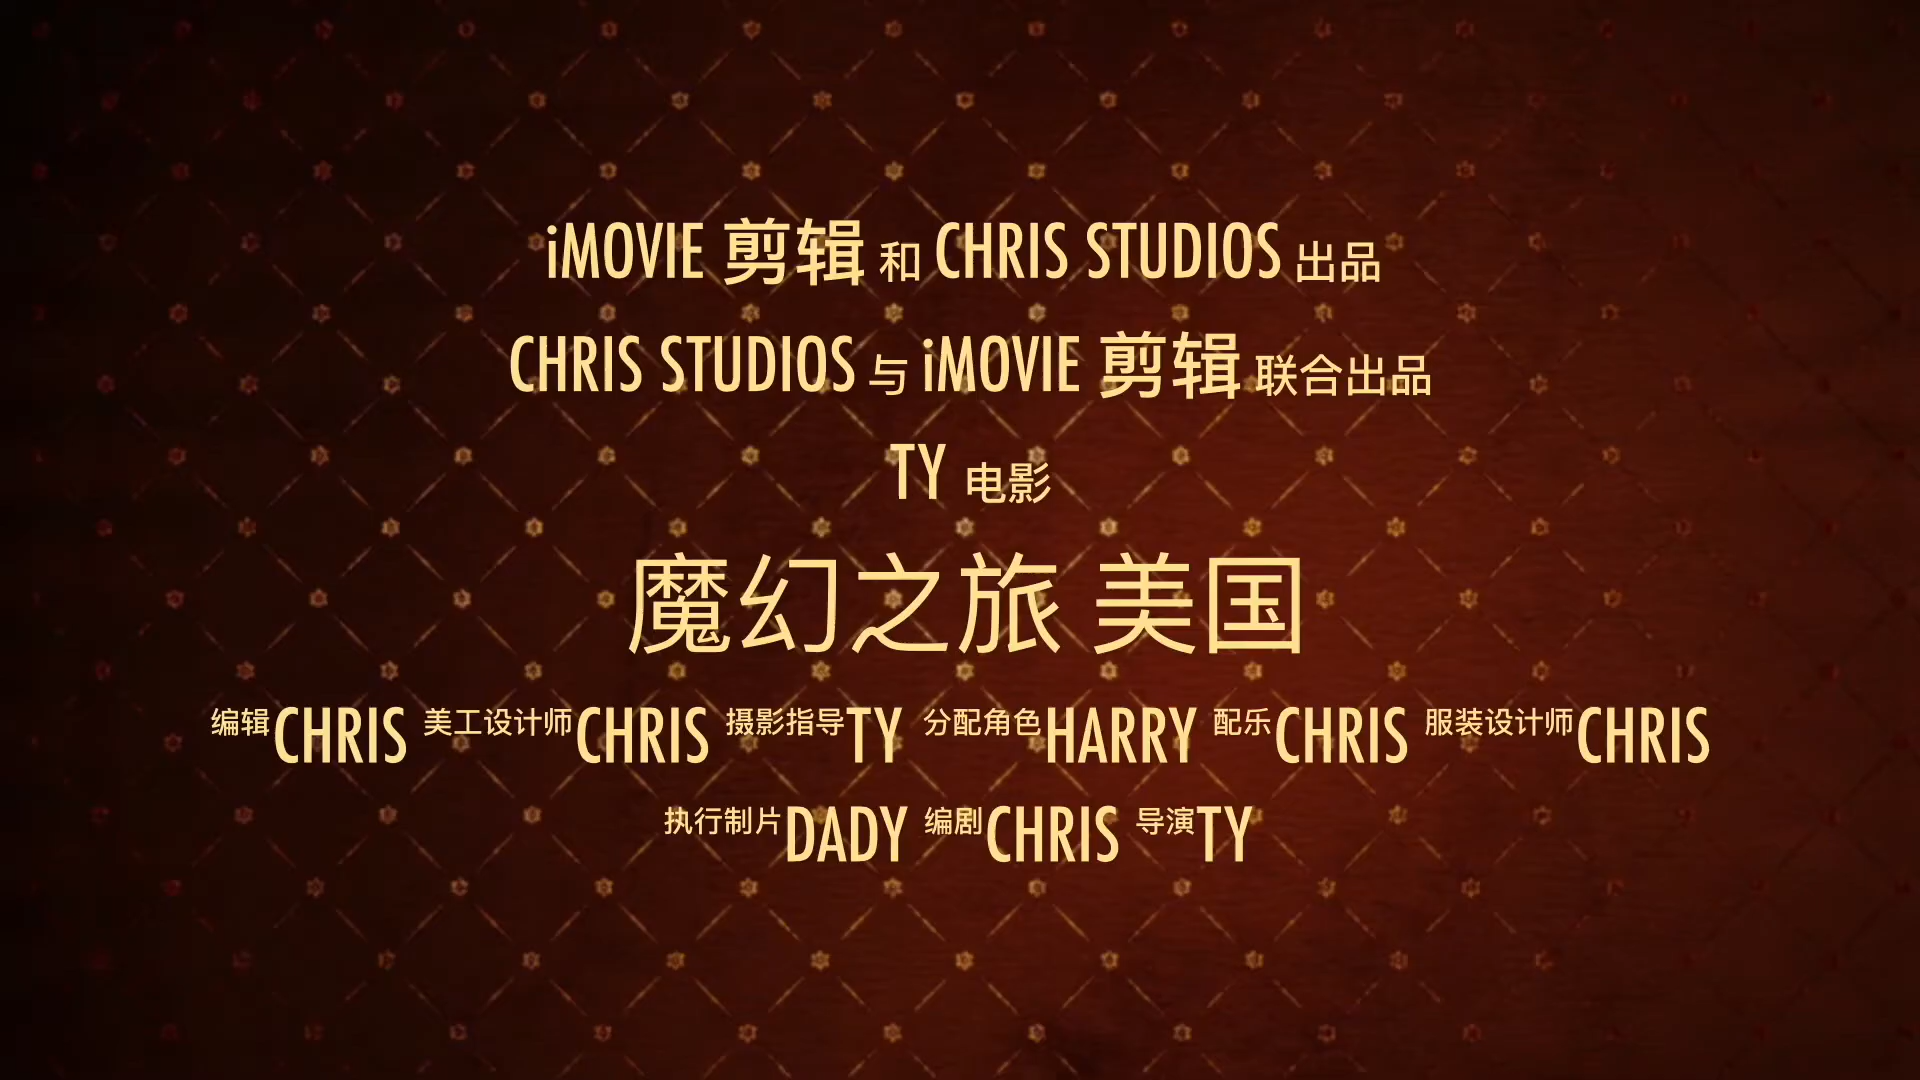 iMOVIE 剪辑 和 CHRIS STUDIOS 出品
CHRIS STUDIOS 与 iMOVIE 剪辑 联合出品
TY 电影
魔幻之旅 美国
编辑CHRIS 美工设计师CHRIS 摄影指导TY 分配角色HARRY 配乐CHRIS 服装设计师CHRIS
执行制片DADY 编剧CHRIS 导演TY